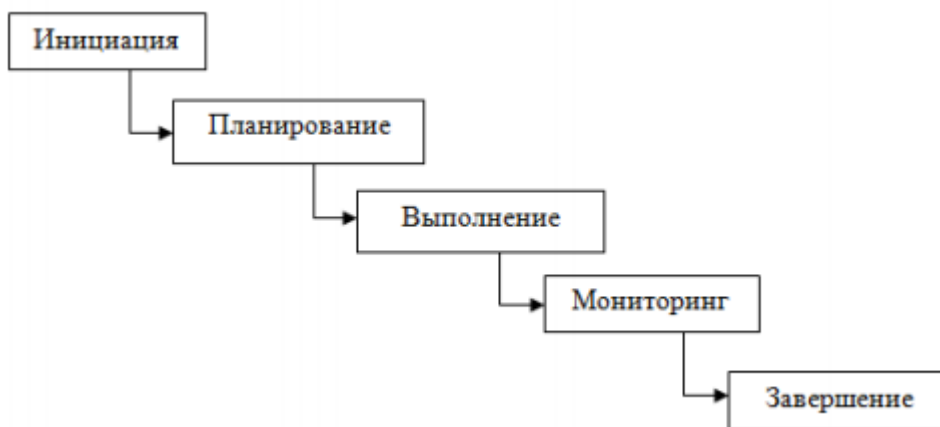 Инициация
Планирование
Выполнение
Мониторинг
Завершение